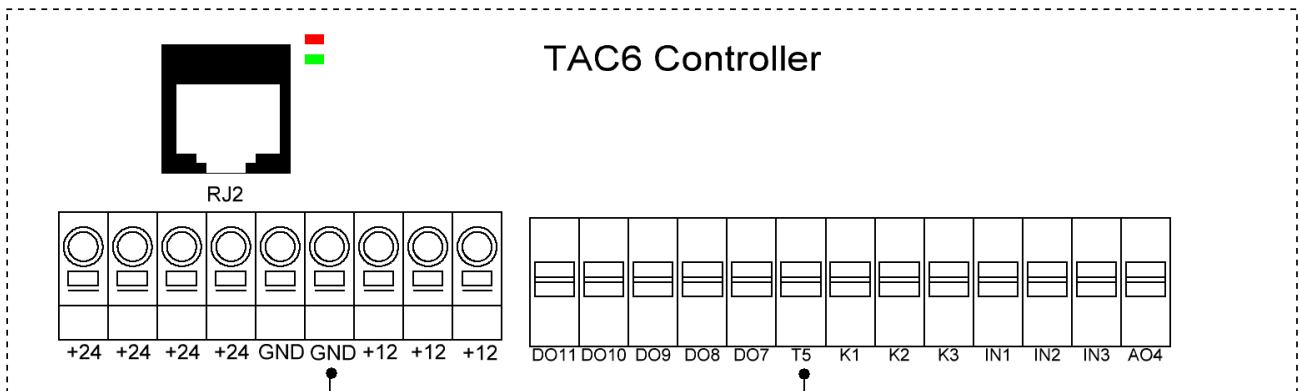 TAC6 Controller
RJ2
+24 +24 +24 +24 GND GND +12 +12 +12
DO11 DO10 DO9 DO8 DO7 T5 K1 K2 K3 IN1 IN2 IN3 AO4